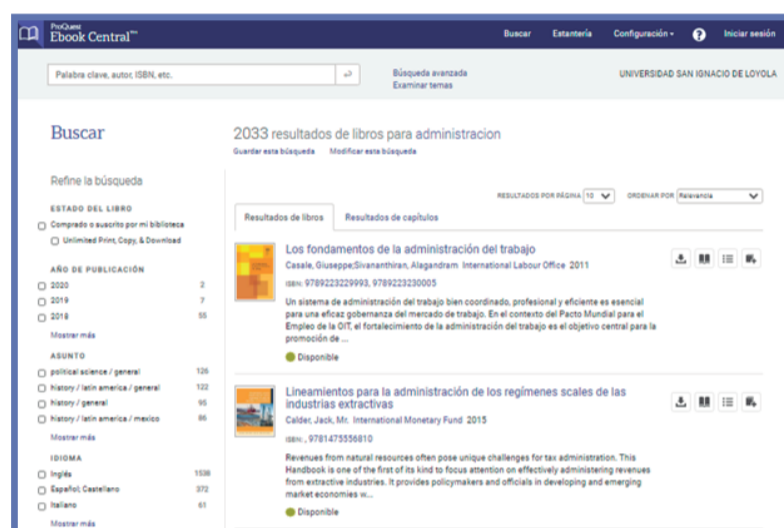 ProQuest
Ebook Central™
Buscar Estantería Configuración Iniciar sesión
Palabra clave, autor, ISBN, etc.
Búsqueda avanzada
Examinar temas
UNIVERSIDAD SAN IGNACIO DE LOYOLA
Buscar
2033 resultados de libros para administracion
Guardar esta búsqueda Modificar esta búsqueda
Refine la búsqueda
RESULTADOS POR PÁGINA 10 ORDENAR POR Relevancia
ESTADO DEL LIBRO
Comprado o suscrito por mi biblioteca
Unlimited Print, Copy, & Download
AÑO DE PUBLICACIÓN
2020 2
2019 7
2018 55
Mostrar más
ASUNTO
political science / general 126
history / latin america / general 122
history / general 95
history / latin america / mexico 86
Mostrar más
IDIOMA
Inglés 1538
Español; Castellano 372
Italiano 61
Mostrar más
Resultados de libros Resultados de capítulos
Los fondamentos de la administración del trabajo
Casale, Giuseppe;Sivananthiran, Alagandram International Labour Office 2011
ISBN: 9789223229993, 9789223230005
Un sistema de administración del trabajo bien coordinado, profesional y eficiente es esencial
para una eficaz gobernanza del mercado de trabajo. En el contexto del Pacto Mundial para el
Empleo de la OIT, el fortalecimiento de la administración del trabajo es el objetivo central para la
promoción de ...
Disponible
Lineamientos para la administración de los regímenes scales de las
industrias extractivas
Calder, Jack, Mr. International Monetary Fund 2015
ISBN: , 9781475556810
Revenues from natural resources often pose unique challenges for tax administration. This
Handbook is one of the first of its kind to focus attention on effectively administering revenues
from extractive industries. It provides policymakers and officials in developing and emerging
market economies w...
Disponible